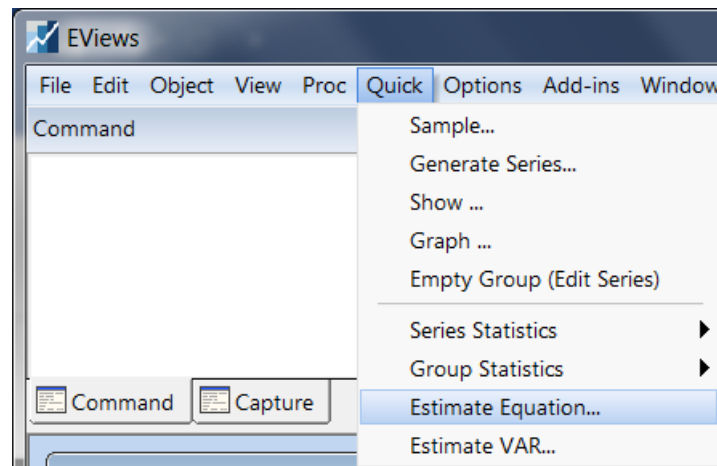 EViews
File Edit Object View Proc Quick Options Add-ins Window
Command
Sample...
Generate Series...
Show ...
Graph ...
Empty Group (Edit Series)
Series Statistics
Group Statistics
Estimate Equation...
Estimate VAR...
Command Capture